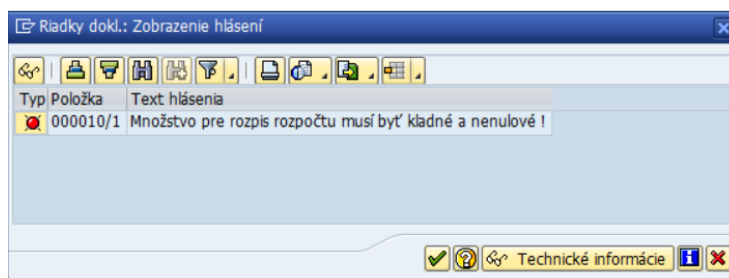 Riadky dokl.: Zobrazenie hlásení
Typ Položka Text hlásenia
000010/1 Množstvo pre rozpis rozpočtu musí byť kladné a nenulové !
Technické informácie